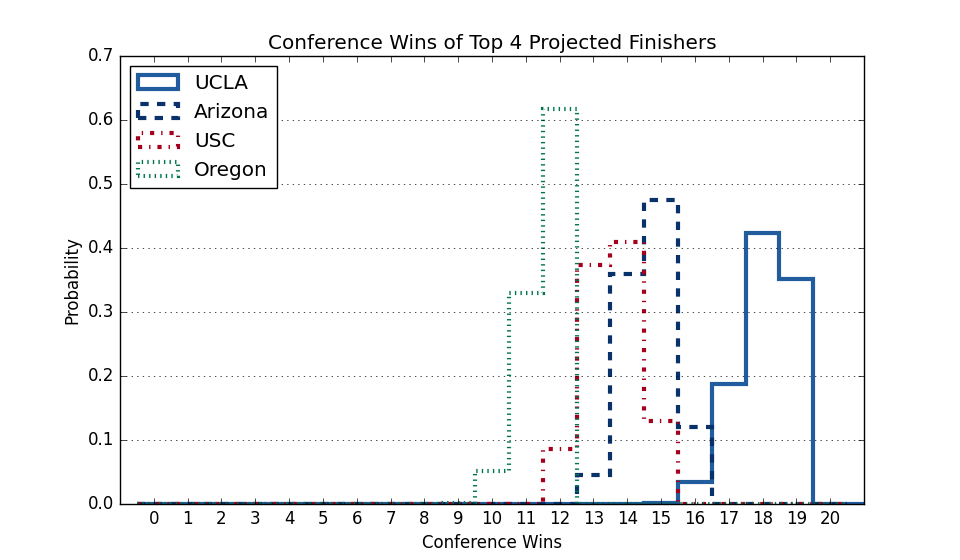 Conference Wins of Top 4 Projected Finishers
0.7
0.6
0.5
0.4
0.3
0.2
0.1
0.0
Probability
UCLA
Arizona
USC
Oregon
0 1 2 3 4 5 6 7 8 9 10 11 12 13 14 15 16 17 18 19 20
Conference Wins